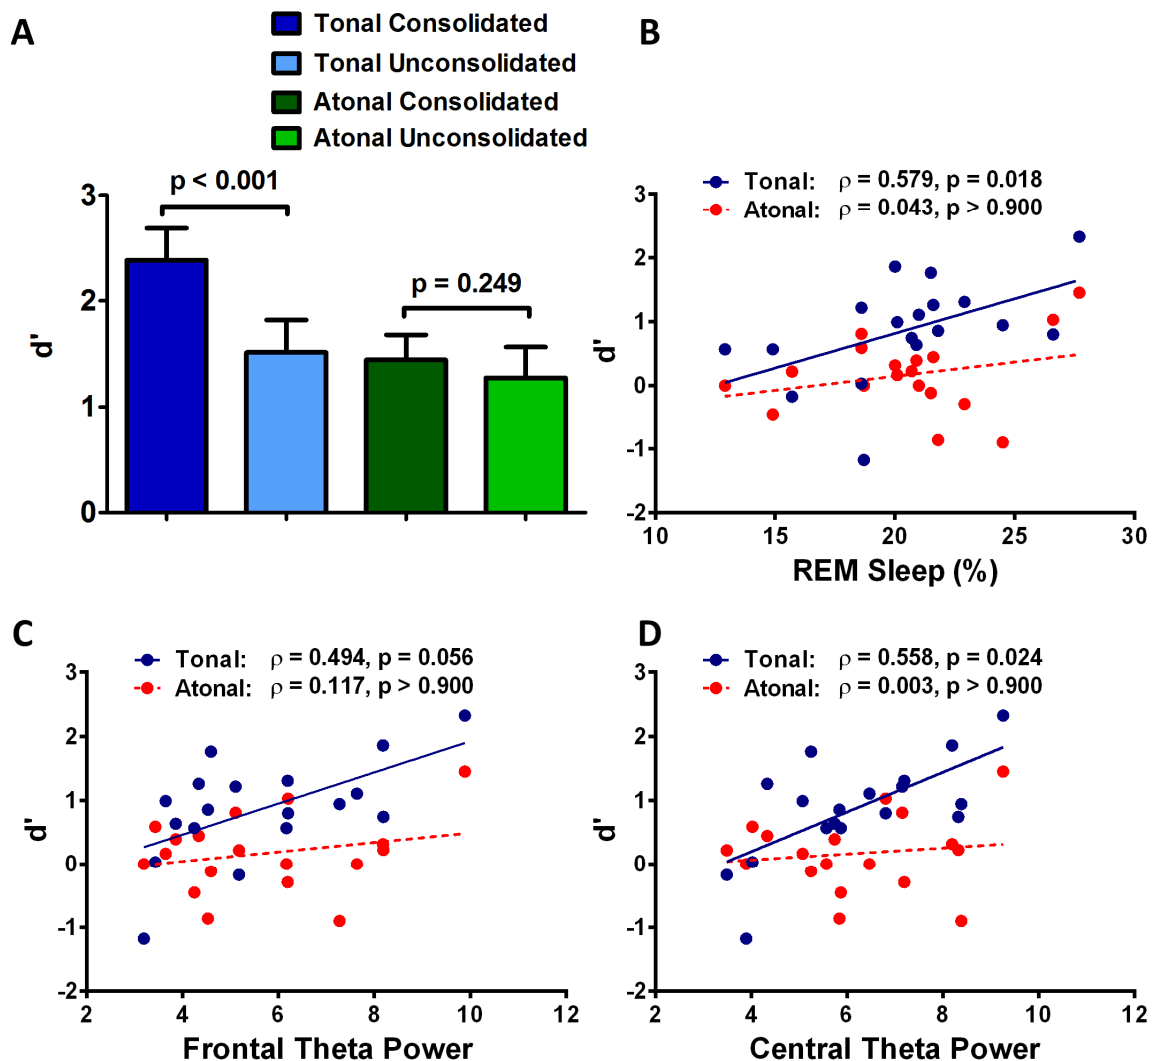 A
Tonal Consolidated
Tonal Unconsolidated
Atonal Consolidated
Atonal Unconsolidated
p < 0.001
p = 0.249
3
2
1
0
d'
B
Tonal: ρ = 0.579, p = 0.018
Atonal: ρ = 0.043, p > 0.900
3
2
1
0
-1
-2
d'
10 15 20 25 30
REM Sleep (%)
C
Tonal: ρ = 0.494, p = 0.056
Atonal: ρ = 0.117, p > 0.900
3
2
1
0
-1
-2
d'
2 4 6 8 10 12
Frontal Theta Power
D
Tonal: ρ = 0.558, p = 0.024
Atonal: ρ = 0.003, p > 0.900
3
2
1
0
-1
-2
d'
2 4 6 8 10 12
Central Theta Power